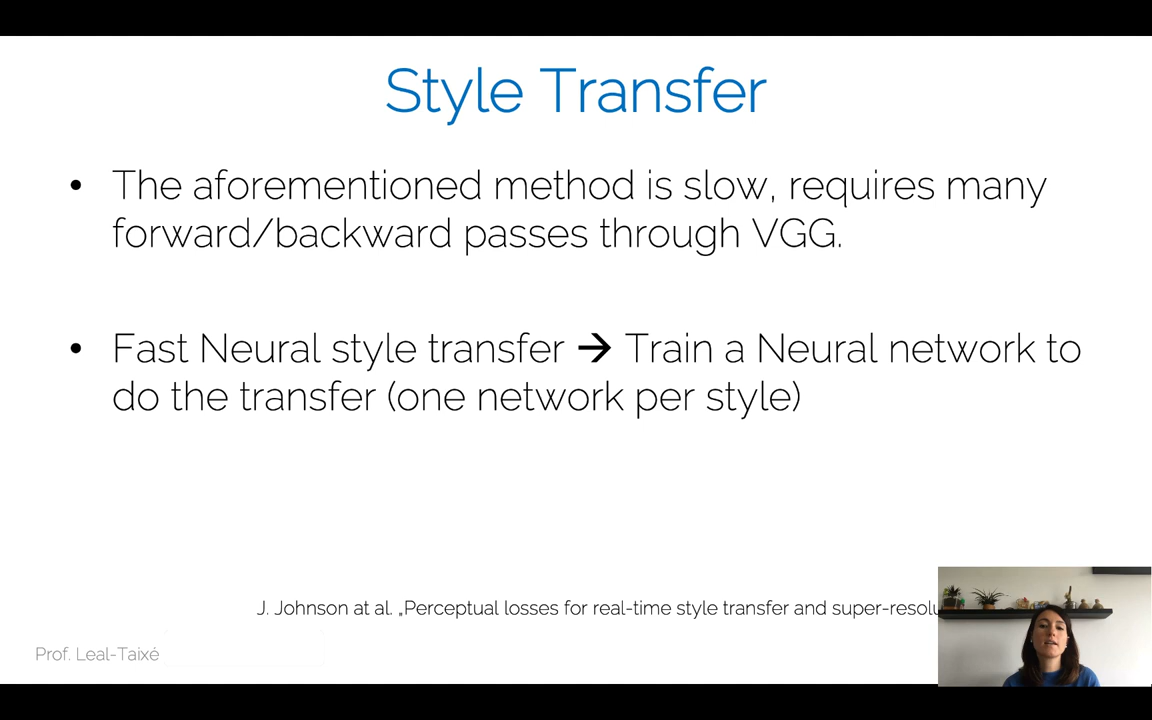 Style Transfer
• The aforementioned method is slow, requires many
forward/backward passes through VGG.
• Fast Neural style transfer → Train a Neural network to
do the transfer (one network per style)
J. Johnson at al. „Perceptual losses for real-time style transfer and super-resolu
Prof. Leal-Taixé